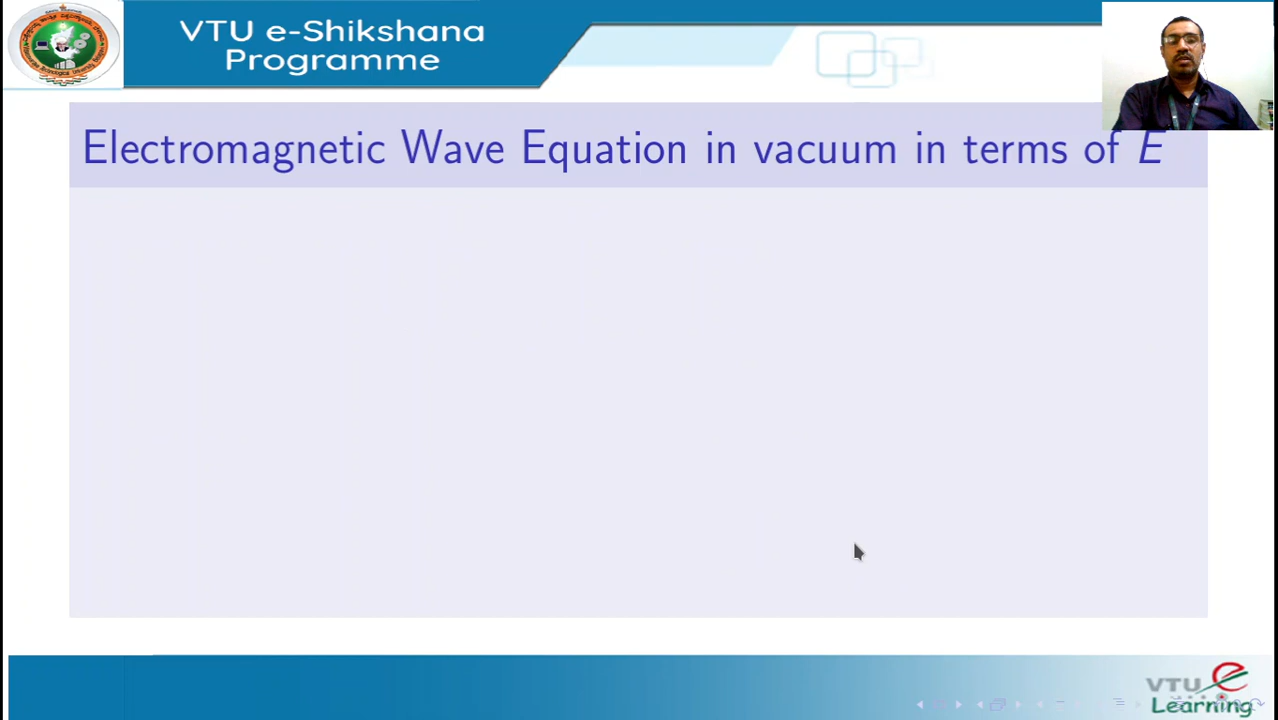 VTU e-Shikshana
Programme
Electromagnetic Wave Equation in vacuum in terms of E
VTU e
Learning